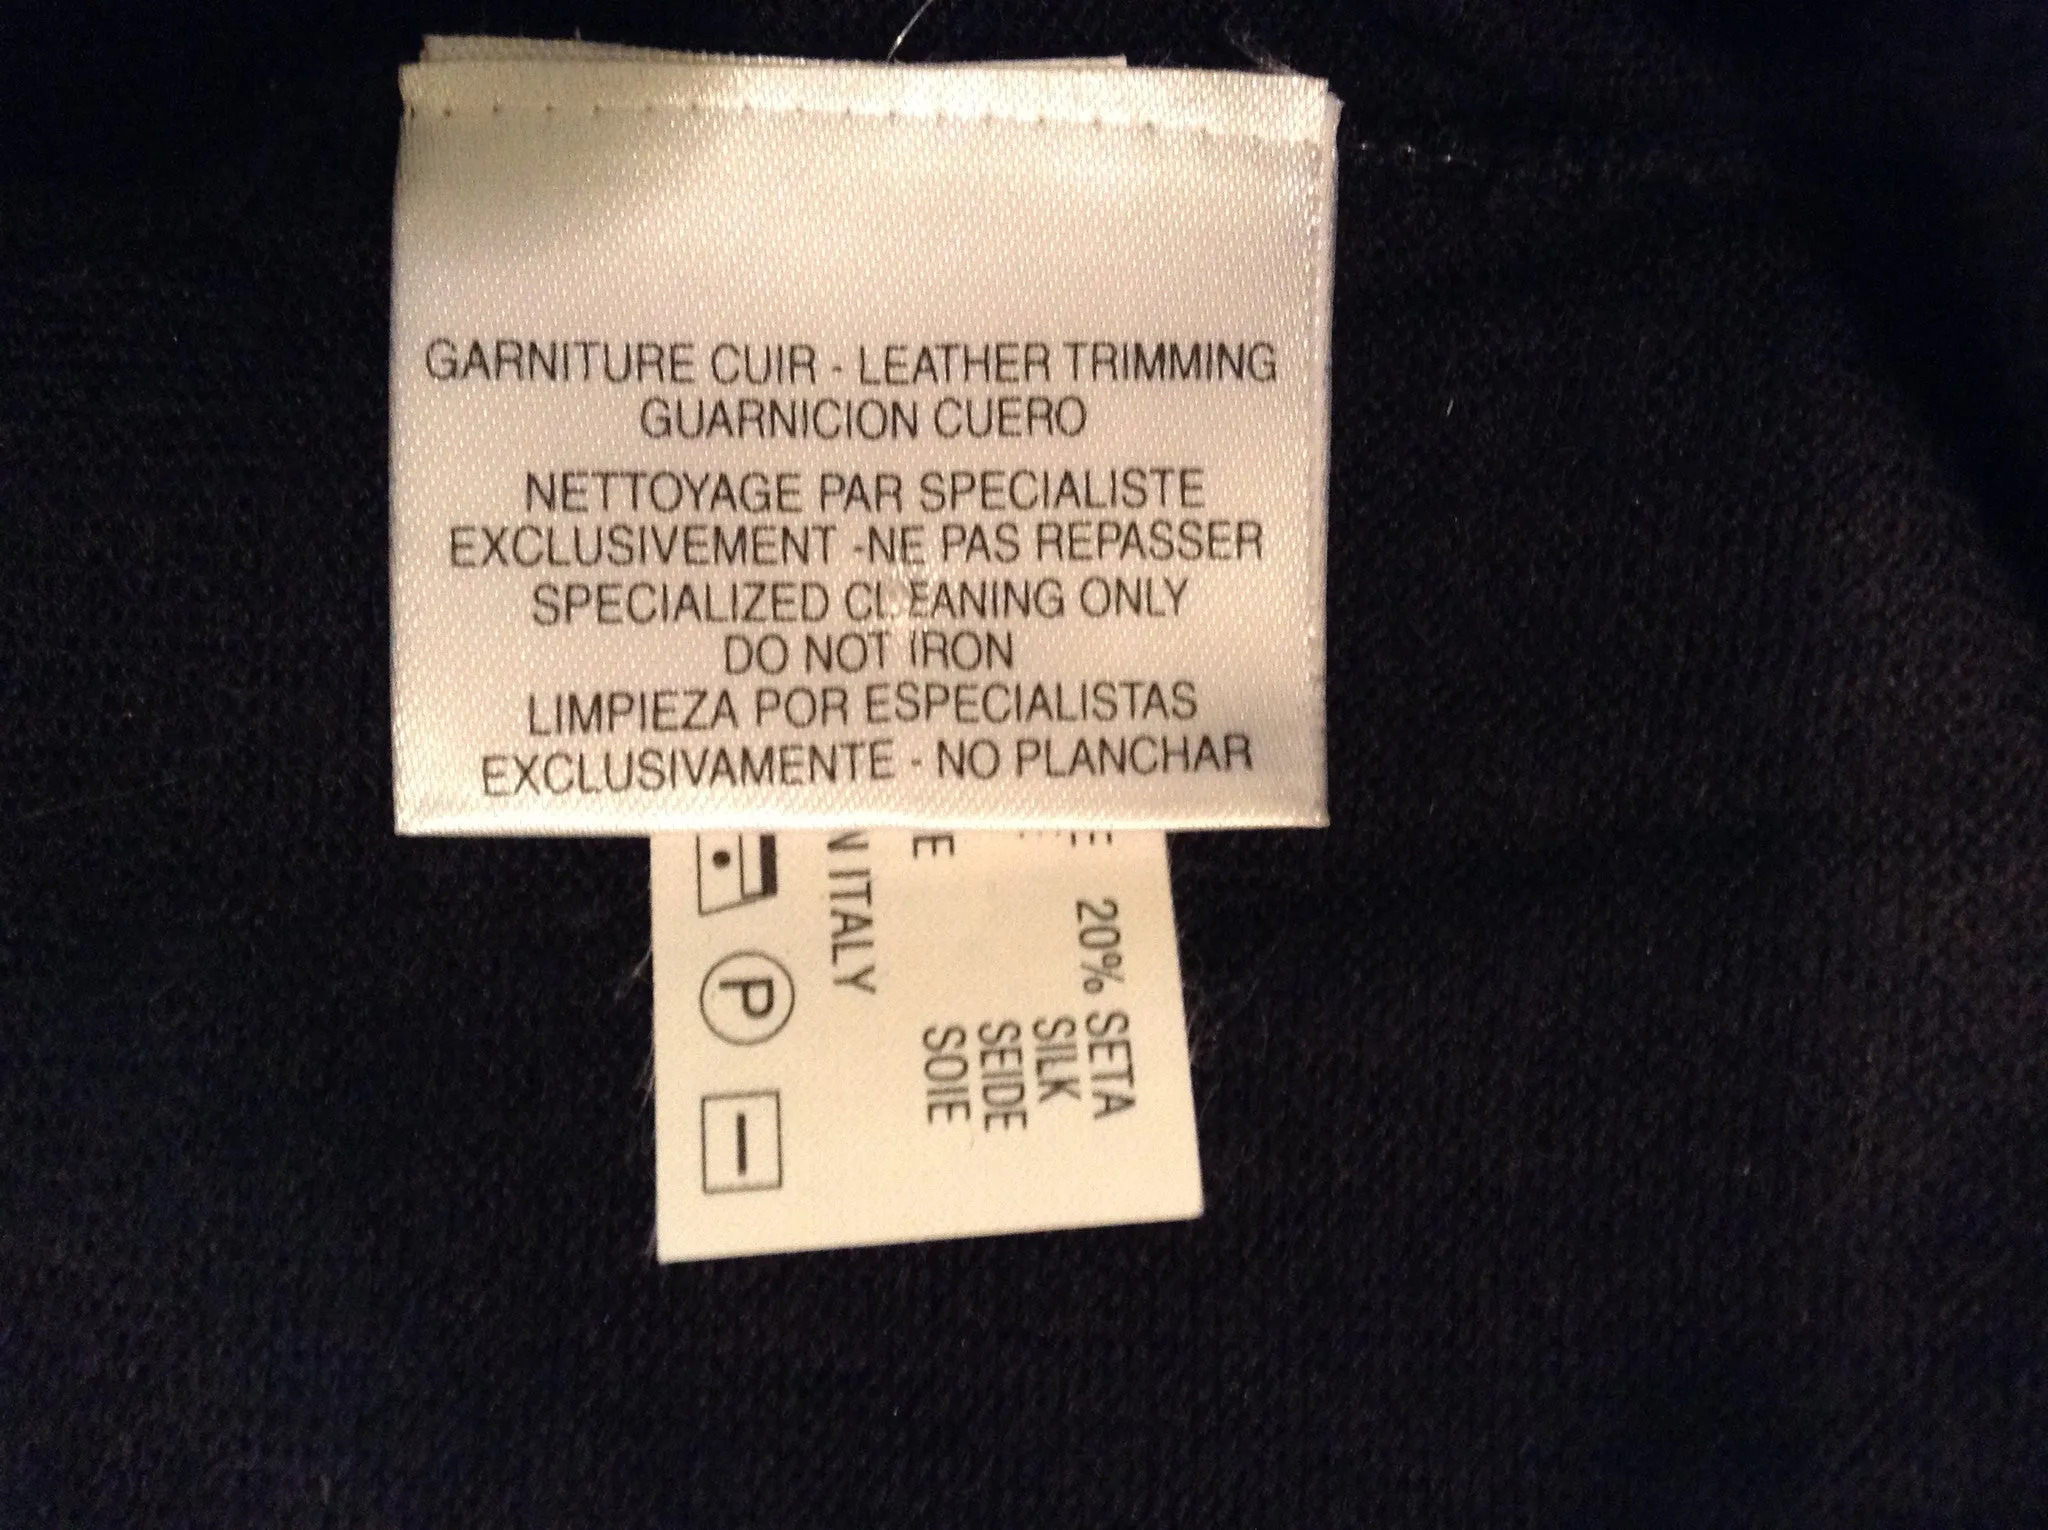 GARNITURE CUIR - LEATHER TRIMMING
GUARNICION CUERO
NETTOYAGE PAR SPECIALISTE
EXCLUSIVEMENT -NE PAS REPASSER
SPECIALIZED CLEANING ONLY
DO NOT IRON
LIMPIEZA POR ESPECIALISTAS
EXCLUSIVAMENTE - NO PLANCHAR
20% SETA
SILK
SEIDE
SOIE
ITALY
P